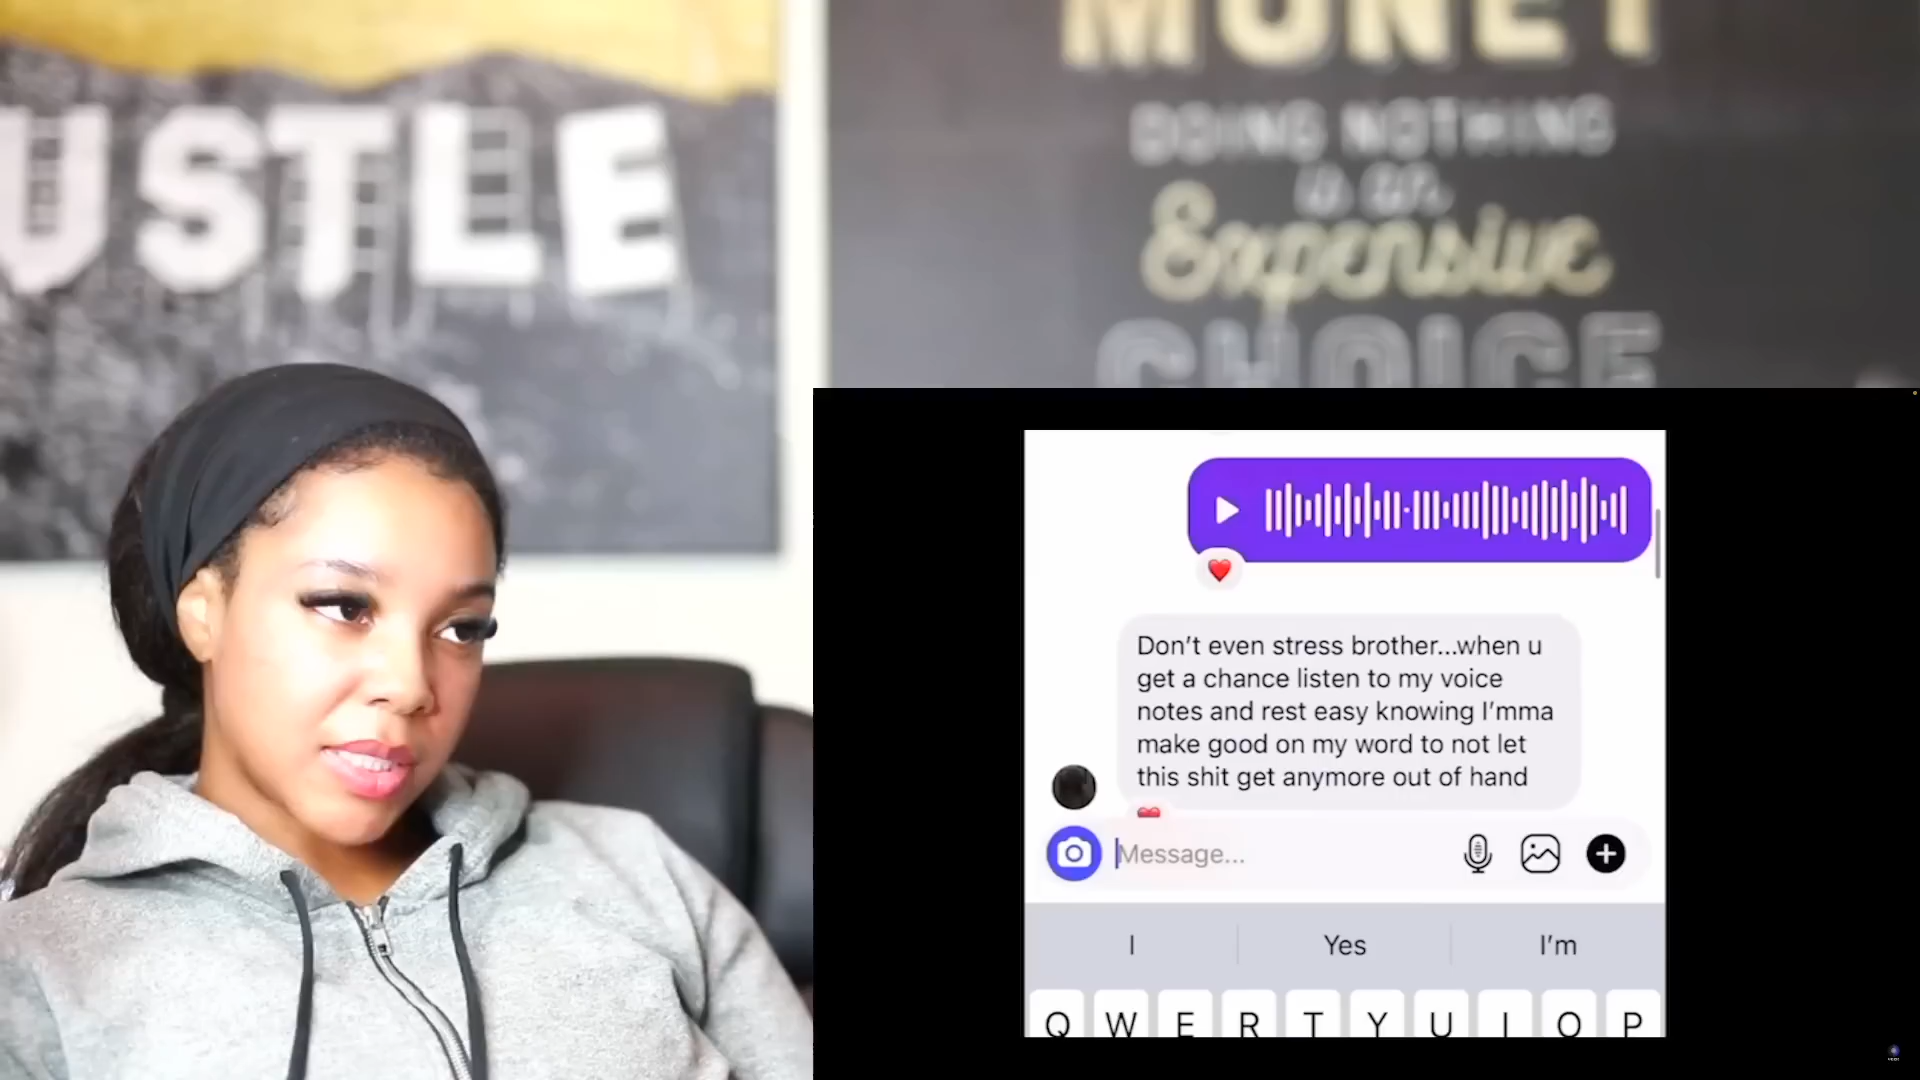 USTLE
MONEY
DOING NOTHING
is an
Expensive
CHOICE
Don't even stress brother...when u
get a chance listen to my voice
notes and rest easy knowing I'mma
make good on my word to not let
this shit get anymore out of hand
Message...
I Yes I'm
Q W E R T Y U I O P